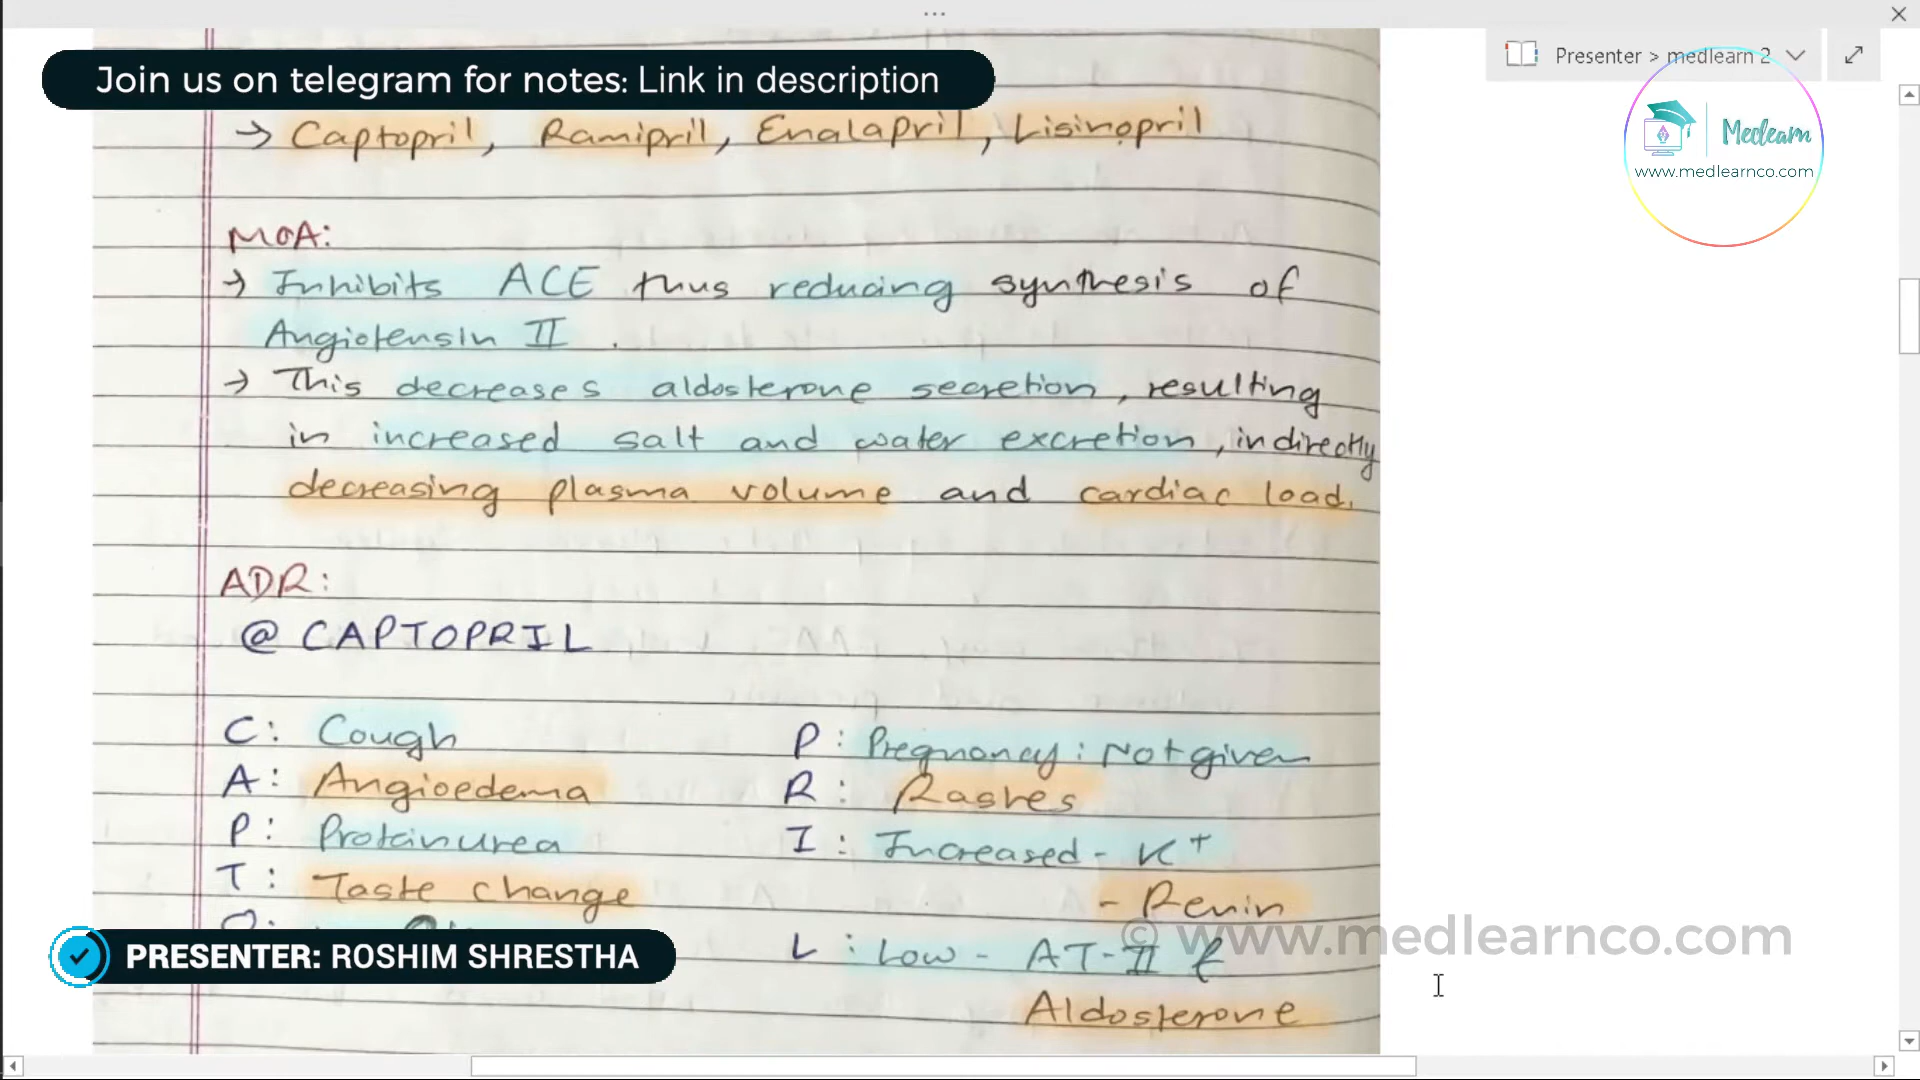 ...
Presenter > medlearn 2
Join us on telegram for notes: Link in description
Medlearn
www.medlearnco.com
→ Captopril, Ramipril, Enalapril, Lisinopril
MOA:
→ Inhibits ACE thus reducing synthesis of
Angiotensin II .
→ This decreases aldosterone secretion, resulting
in increased salt and water excretion, indirectly
decreasing plasma volume and cardiac load.
ADR:
@ CAPTOPRIL
C: Cough
A: Angioedema
P: Proteinurea
T: Taste change
O:
P: Pregnancy: Not given
R: Rashes
I: Increased - K+
- Renin
L: Low - AT-II &
Aldosterone
PRESENTER: ROSHIM SHRESTHA
© www.medlearnco.com